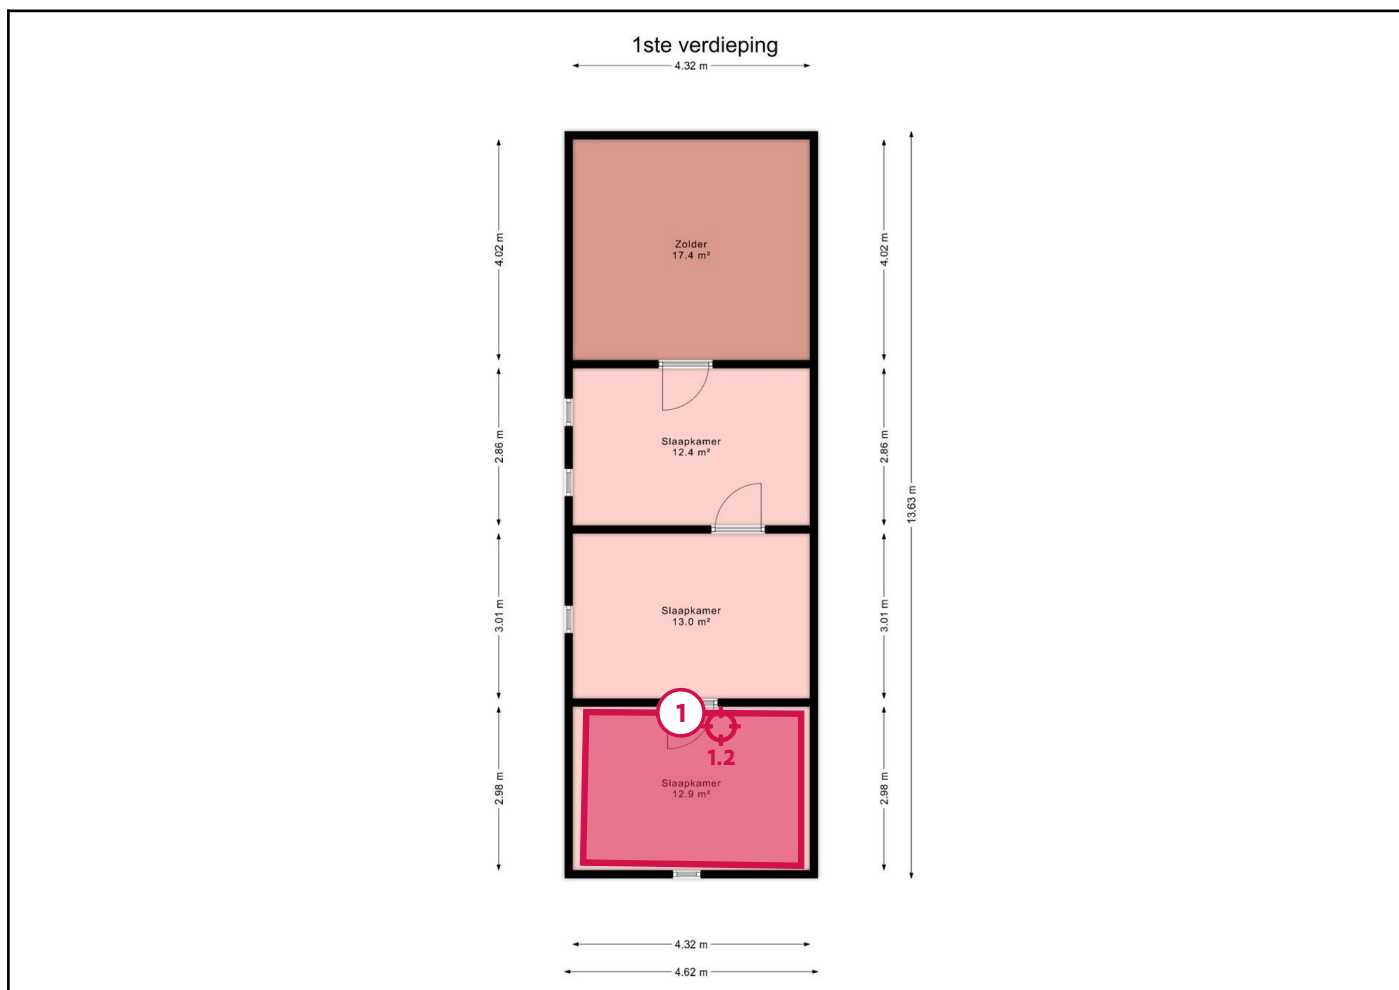 1ste verdieping
4.32 m
Zolder
17.4 m²
4.02 m
4.02 m
Slaapkamer
12.4 m²
2.86 m
2.86 m
13.63 m
Slaapkamer
13.0 m²
3.01 m
3.01 m
1
1.2
Slaapkamer
12.9 m²
2.98 m
2.98 m
4.32 m
4.62 m